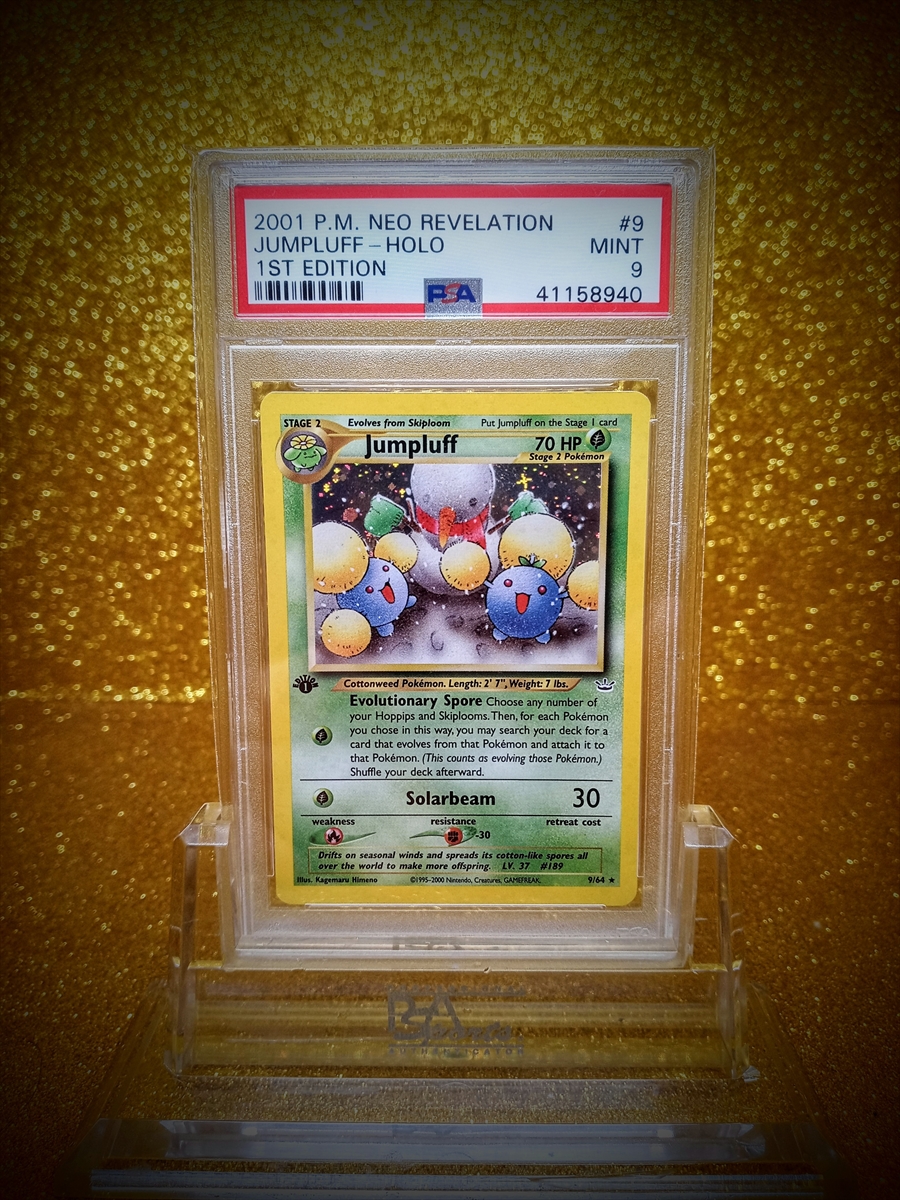 2001 P.M. NEO REVELATION #9
JUMPLUFF – HOLO MINT
1ST EDITION 9
PSA 41158940
STAGE 2 Evolves from Skiploom Put Jumpluff on the Stage 1 card
Jumpluff 70 HP
Stage 2 Pokémon
EDITION 1
Cottonweed Pokémon. Length: 2' 7", Weight: 7 lbs.
Evolutionary Spore Choose any number of
your Hoppips and Skiplooms. Then, for each Pokémon
you chose in this way, you may search your deck for a
card that evolves from that Pokémon and attach it to
that Pokémon. (This counts as evolving those Pokémon.)
Shuffle your deck afterward.
Solarbeam 30
weakness resistance retreat cost
-30
Drifts on seasonal winds and spreads its cotton-like spores all
over the world to make more offspring. LV. 37 #189
Illus. Kagemaru Himeno ©1995-2000 Nintendo, Creatures, GAMEFREAK. 9/64 ★